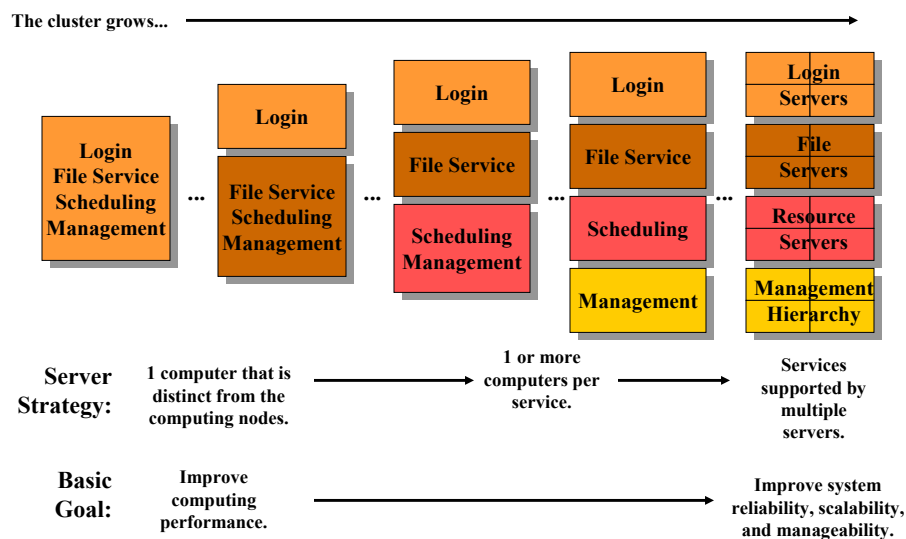 The cluster grows...
Login
File Service
Scheduling
Management
...
Login
File Service
Scheduling
Management
...
Login
File Service
Scheduling
Management
...
Login
File Service
Scheduling
Management
...
Login
Servers
File
Servers
Resource
Servers
Management
Hierarchy
Server
Strategy:
1 computer that is
distinct from the
computing nodes.
1 or more
computers per
service.
Services
supported by
multiple
servers.
Basic
Goal:
Improve
computing
performance.
Improve system
reliability, scalability,
and manageability.